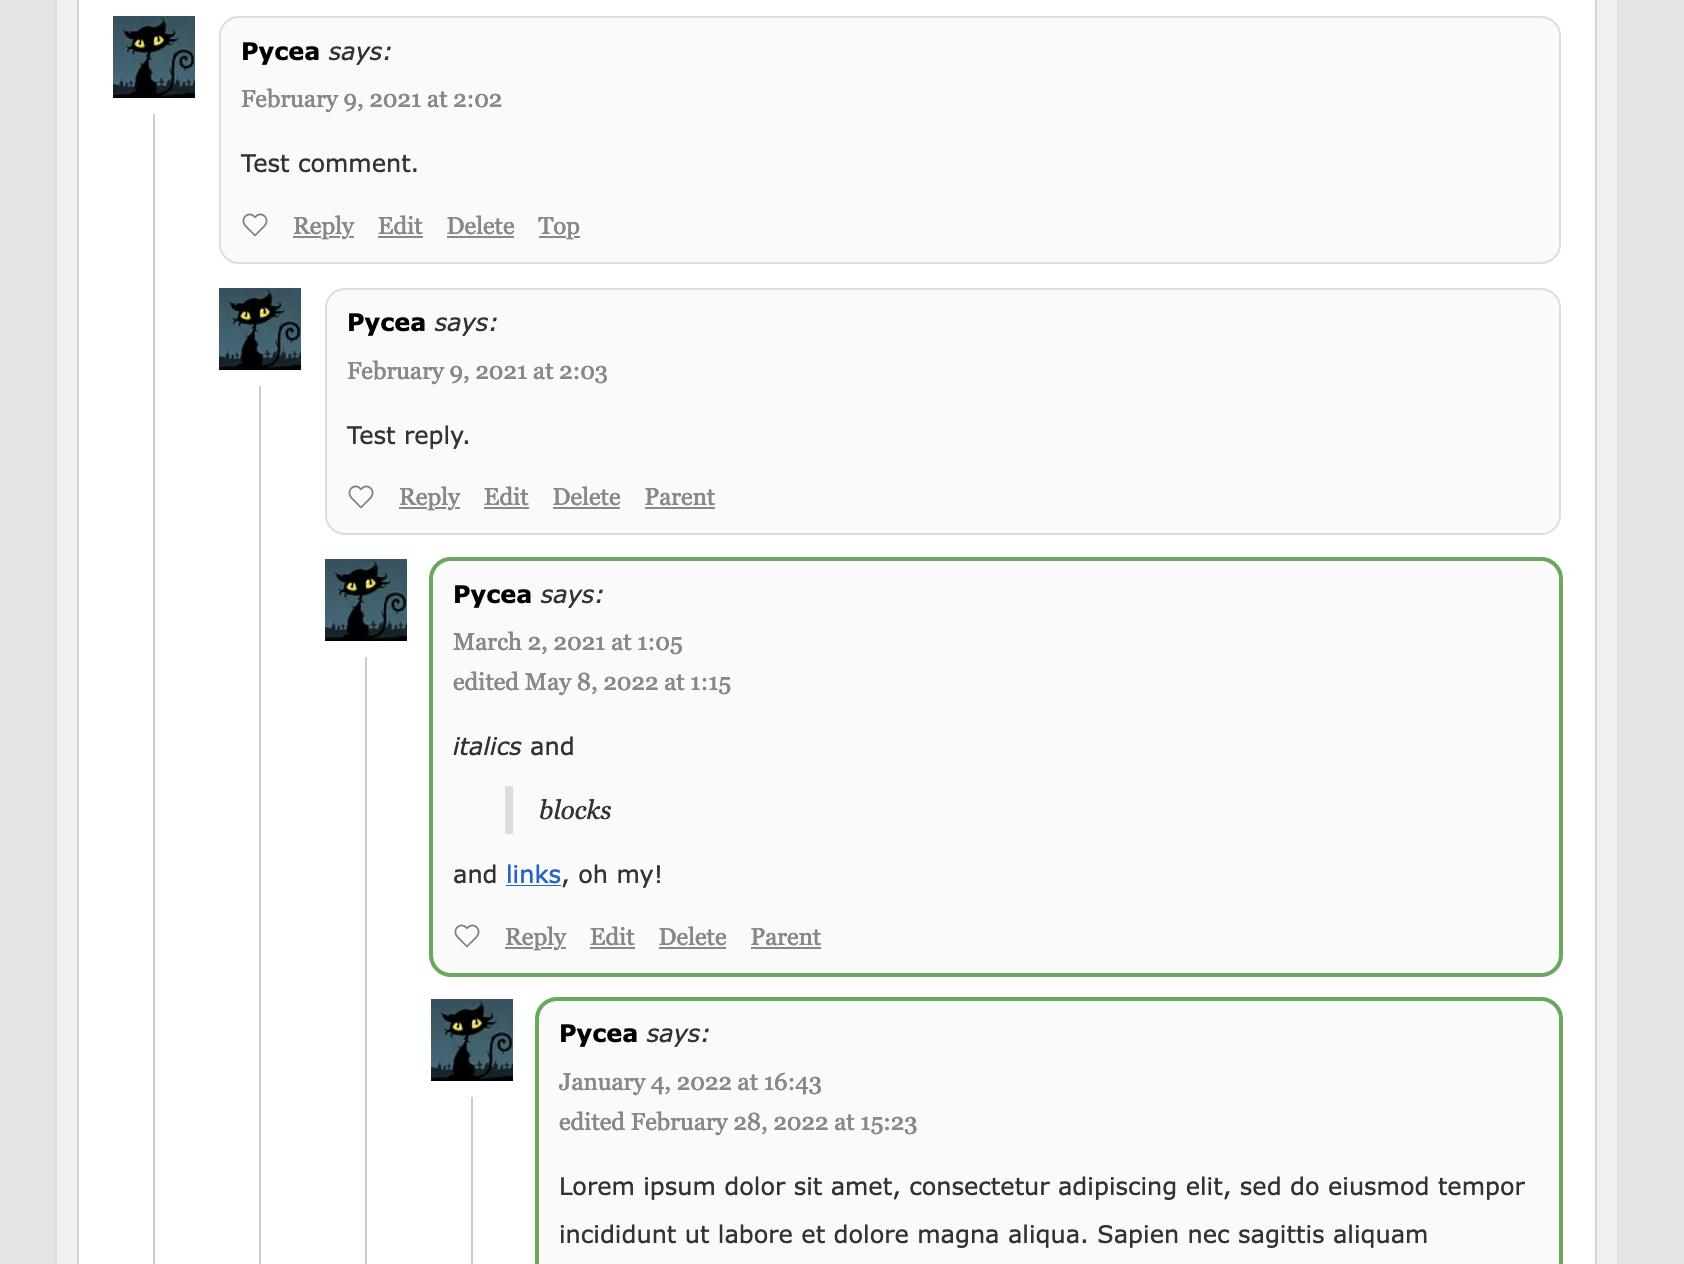 Pycea says:
February 9, 2021 at 2:02
Test comment.
Reply Edit Delete Top
Pycea says:
February 9, 2021 at 2:03
Test reply.
Reply Edit Delete Parent
Pycea says:
March 2, 2021 at 1:05
edited May 8, 2022 at 1:15
italics and
blocks
and links, oh my!
Reply Edit Delete Parent
Pycea says:
January 4, 2022 at 16:43
edited February 28, 2022 at 15:23
Lorem ipsum dolor sit amet, consectetur adipiscing elit, sed do eiusmod tempor
incididunt ut labore et dolore magna aliqua. Sapien nec sagittis aliquam